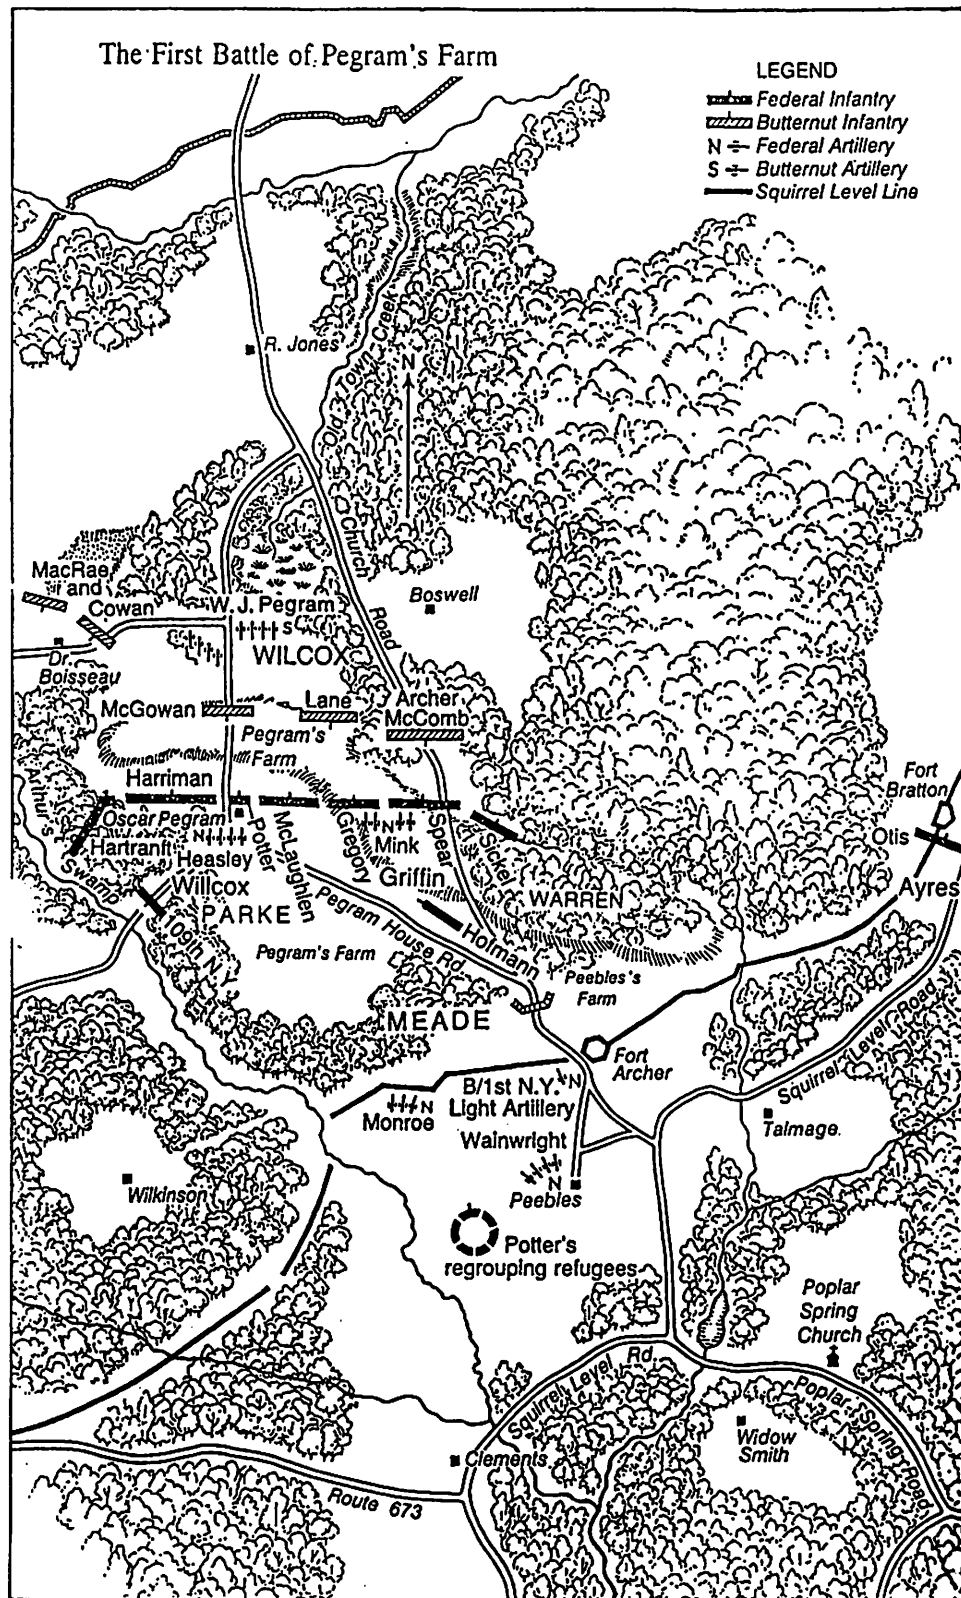 The First Battle of Pegram's Farm
LEGEND
Federal Infantry
Butternut Infantry
N Federal Artillery
S Butternut Artillery
Squirrel Level Line
R. Jones
Old Town Creek
N
Church
Road
Boswell
MacRae
and
Cowan
W. J. Pegram
S
WILCOX
Dr.
Boisseau
McGowan
Lane
Archer
McComb
Pegram's
Farm
Harriman
Arthur's
Swamp
Oscar Pegram
Hartranft
N
Heasley
Potter
McLaughlen
Gregory
N
Mink
Spear
Sickel
Griffin
Willcox
PARKE
109th N.Y.
Pegram's Farm
Pegram House Rd.
Holmann
WARREN
Peebles's
Farm
Fort
Bratton
Otis
Ayres
MEADE
Fort
Archer
Squirrel Level Road
B/1st N.Y.
Light Artillery
N
N
Monroe
Wainwright
N
Peebles
Talmage.
Wilkinson
Potter's
regrouping refugees
Poplar
Spring
Church
Squirrel Level
Rd.
Poplar Spring Road
Widow
Smith
Clements
Route 673